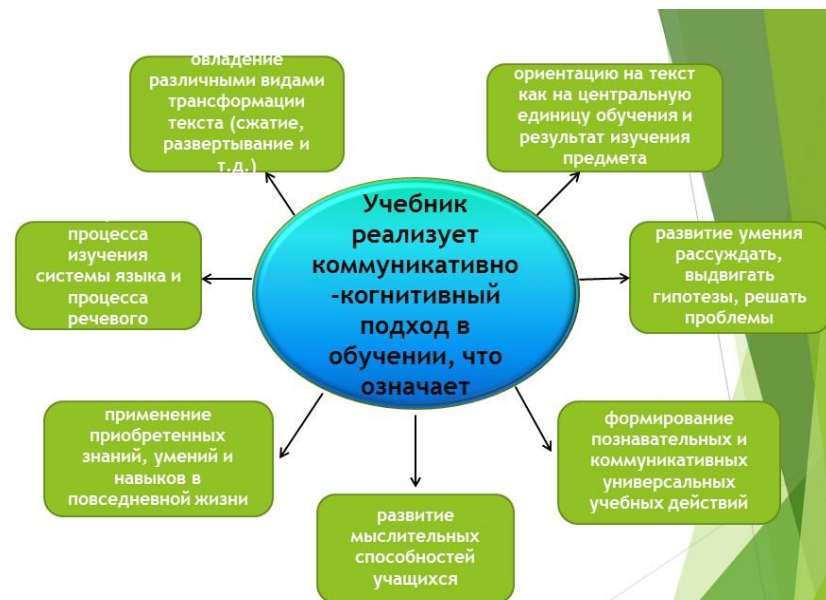 овладение
различными видами
трансформации
текста (сжатие,
развертывание и
т.д.)
ориентацию на текст
как на центральную
единицу обучения и
результат изучения
предмета
Учебник
реализует
коммуникативно
-когнитивный
подход в
обучении, что
означает
процесса
изучения
системы языка и
процесса
речевого
развитие умения
рассуждать,
выдвигать
гипотезы, решать
проблемы
применение
приобретенных
знаний, умений и
навыков в
повседневной жизни
формирование
познавательных и
коммуникативных
универсальных
учебных действий
развитие
мыслительных
способностей
учащихся